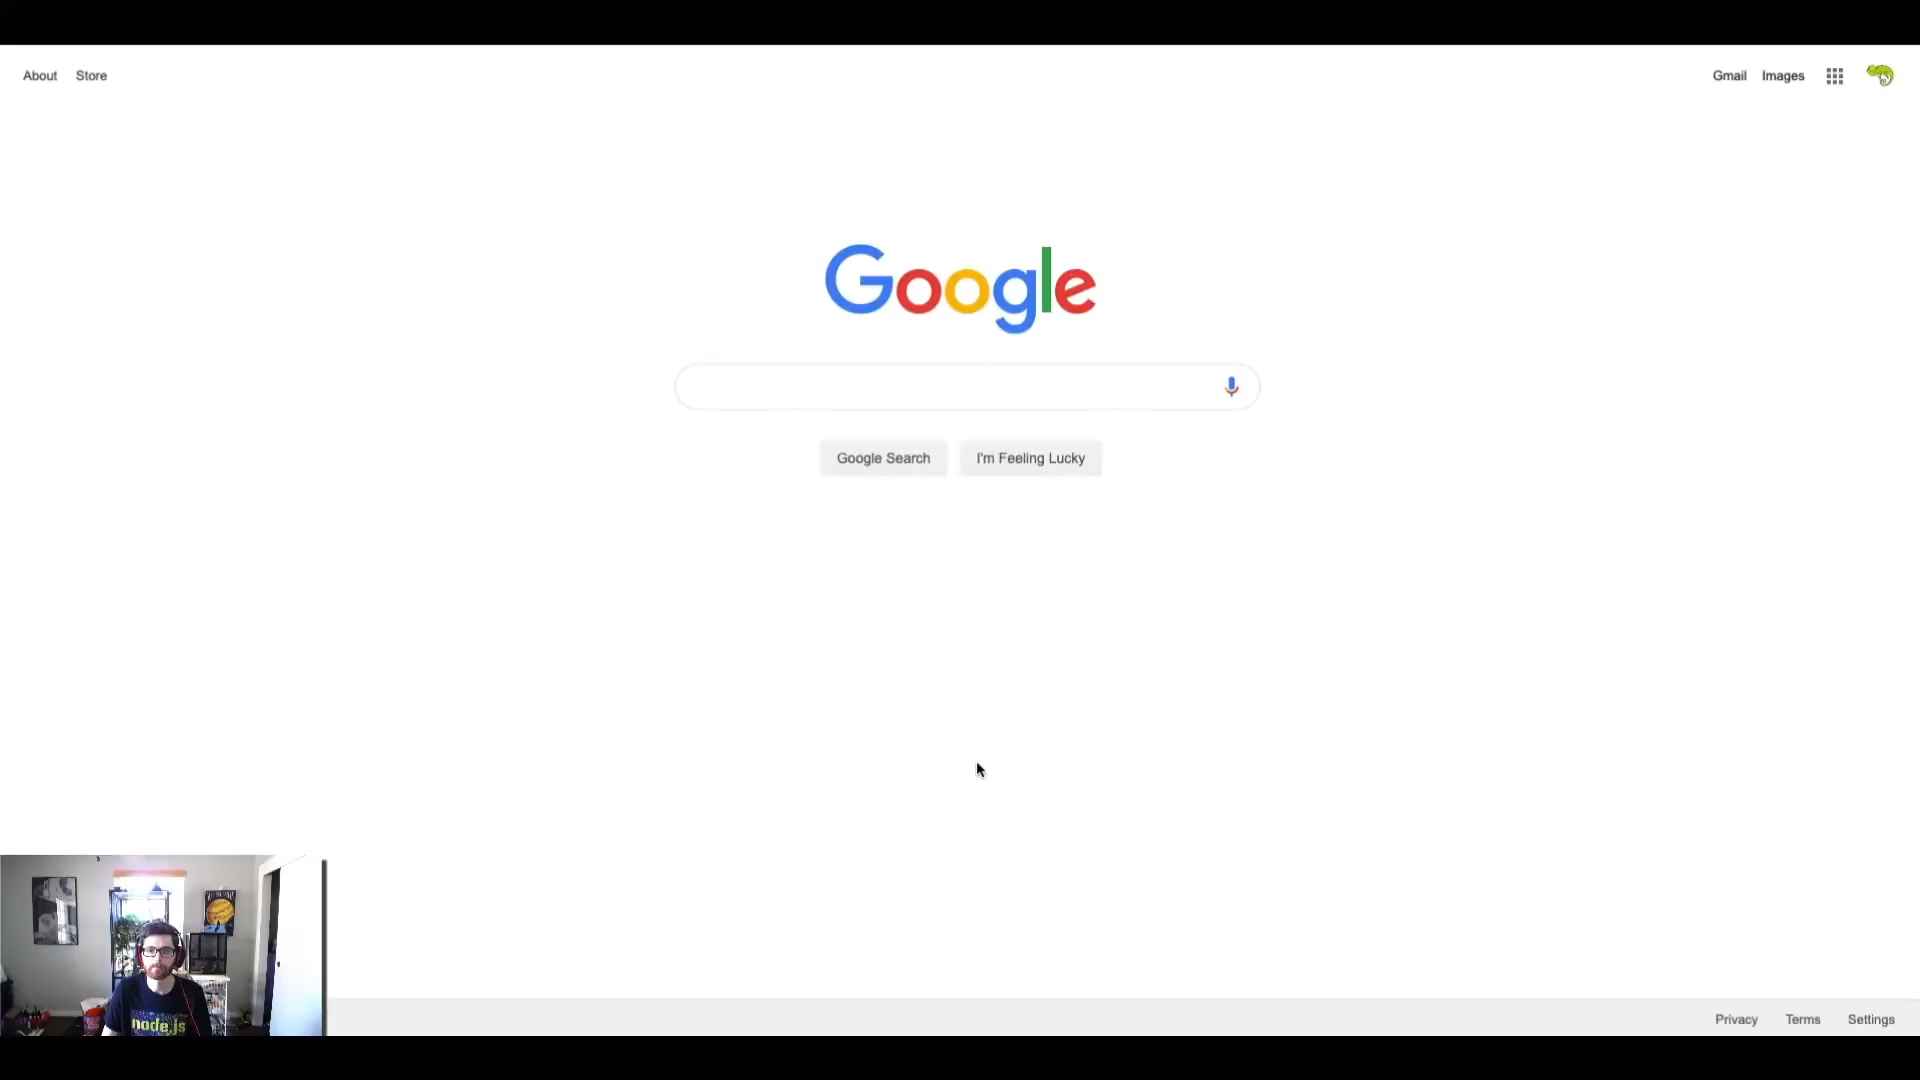 About Store
Gmail Images
Google
Google Search I'm Feeling Lucky
node.js
Privacy Terms Settings